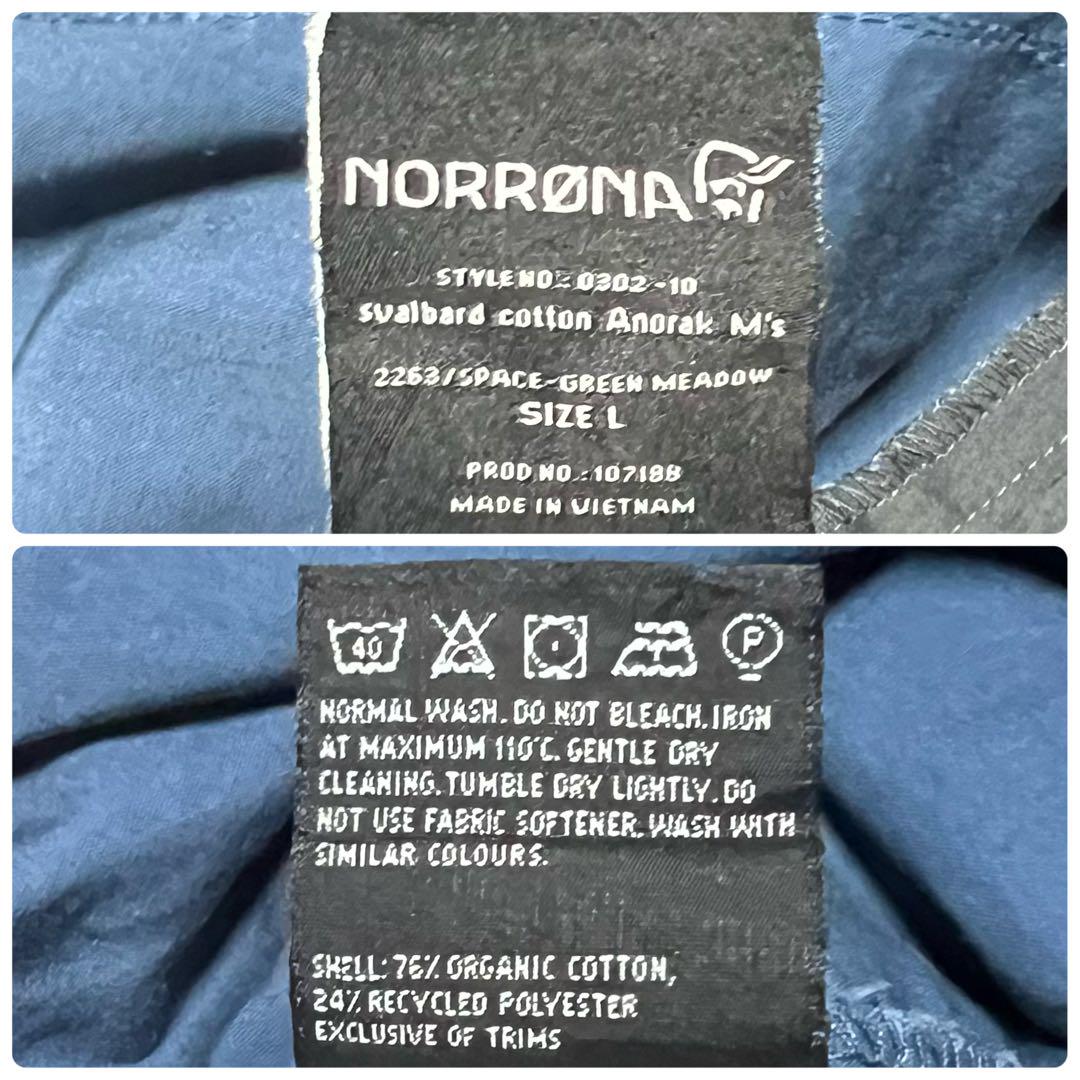 NORRØNA
STYLE NO.: 0302-10
svalbard cotton Anorak M's
2263/SPACE-GREEN MEADOW
SIZE L
PROD NO.: 107188
MADE IN VIETNAM
40 P
NORMAL WASH. DO NOT BLEACH. IRON
AT MAXIMUM 110°C. GENTLE DRY
CLEANING. TUMBLE DRY LIGHTLY. DO
NOT USE FABRIC SOFTENER. WASH WITH
SIMILAR COLOURS.
SHELL: 76% ORGANIC COTTON,
24% RECYCLED POLYESTER
EXCLUSIVE OF TRIMS